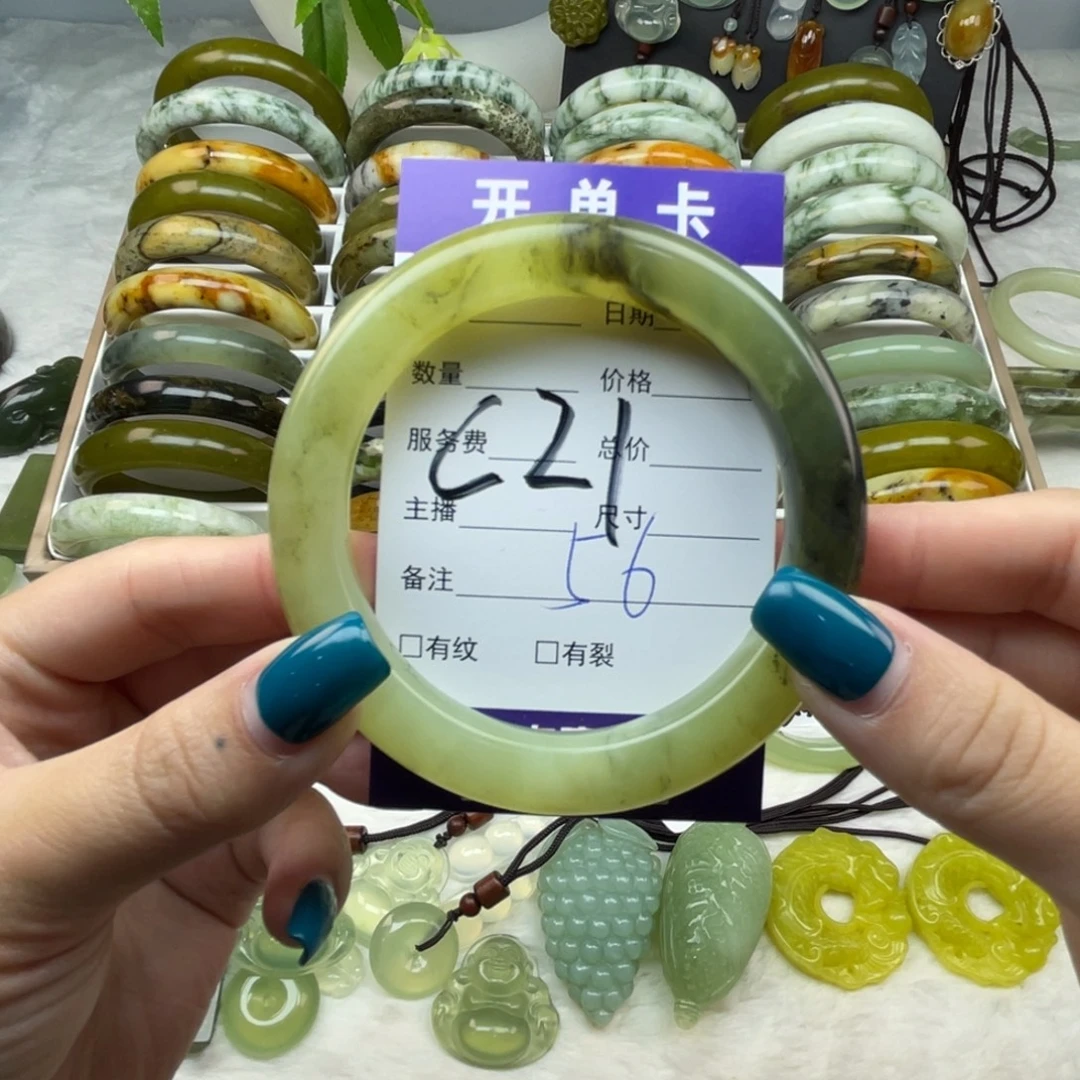 开单卡
日期
数量 价格
服务费 总价
C21
主播 尺寸
56
备注
□有纹 □有裂